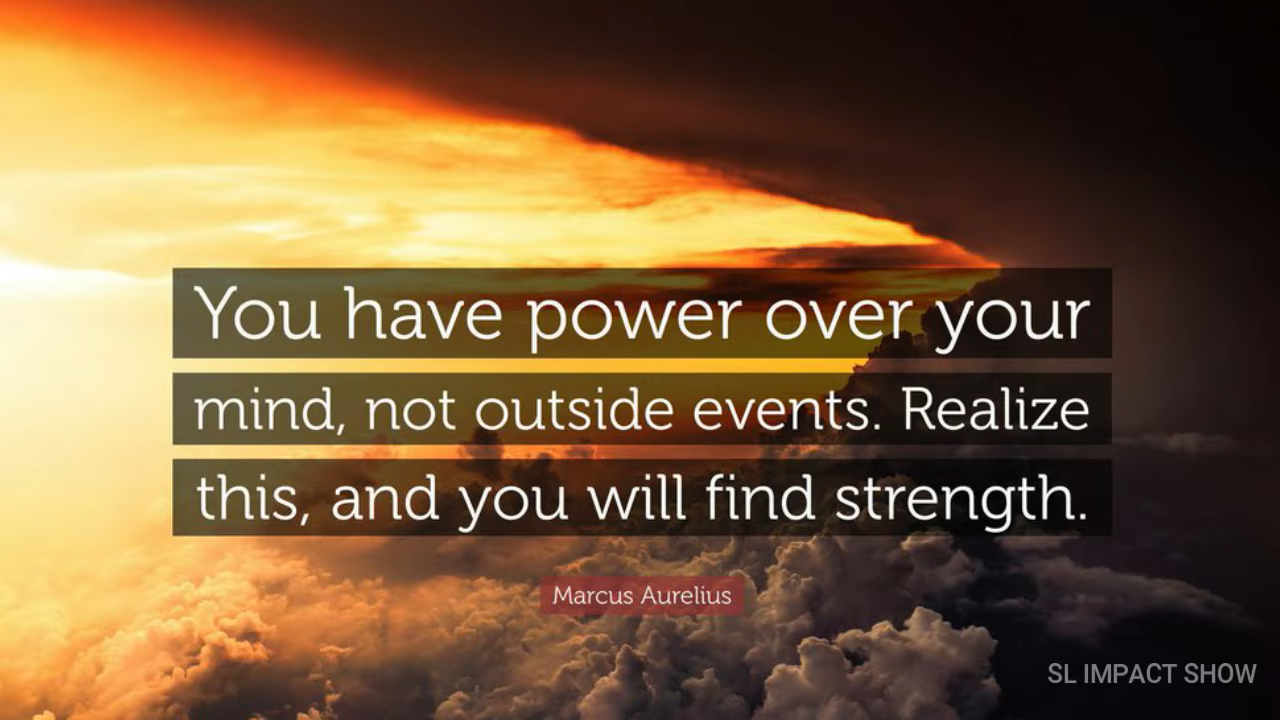 You have power over your
mind, not outside events. Realize
this, and you will find strength.
Marcus Aurelius
SL IMPACT SHOW